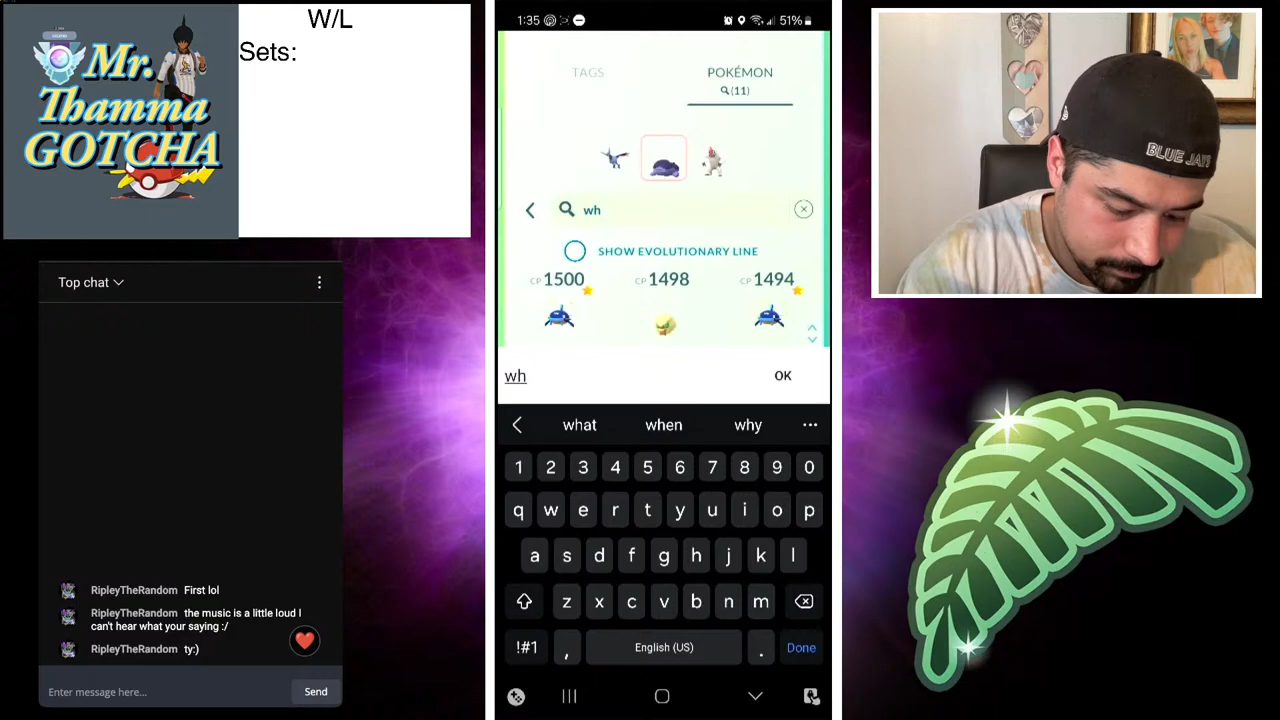 Mr.
Thamma
GOTCHA
W/L
Sets:
Top chat
RipleyTheRandom First lol
RipleyTheRandom the music is a little loud I
can't hear what your saying :/
RipleyTheRandom ty:)
Enter message here...
Send
1:35
51%
TAGS
POKÉMON
(11)
wh
SHOW EVOLUTIONARY LINE
CP 1500
CP 1498
CP 1494
wh
OK
what
when
why
1 2 3 4 5 6 7 8 9 0
q w e r t y u i o p
a s d f g h j k l
z x c v b n m
!#1
,
English (US)
.
Done
BLUE JAYS